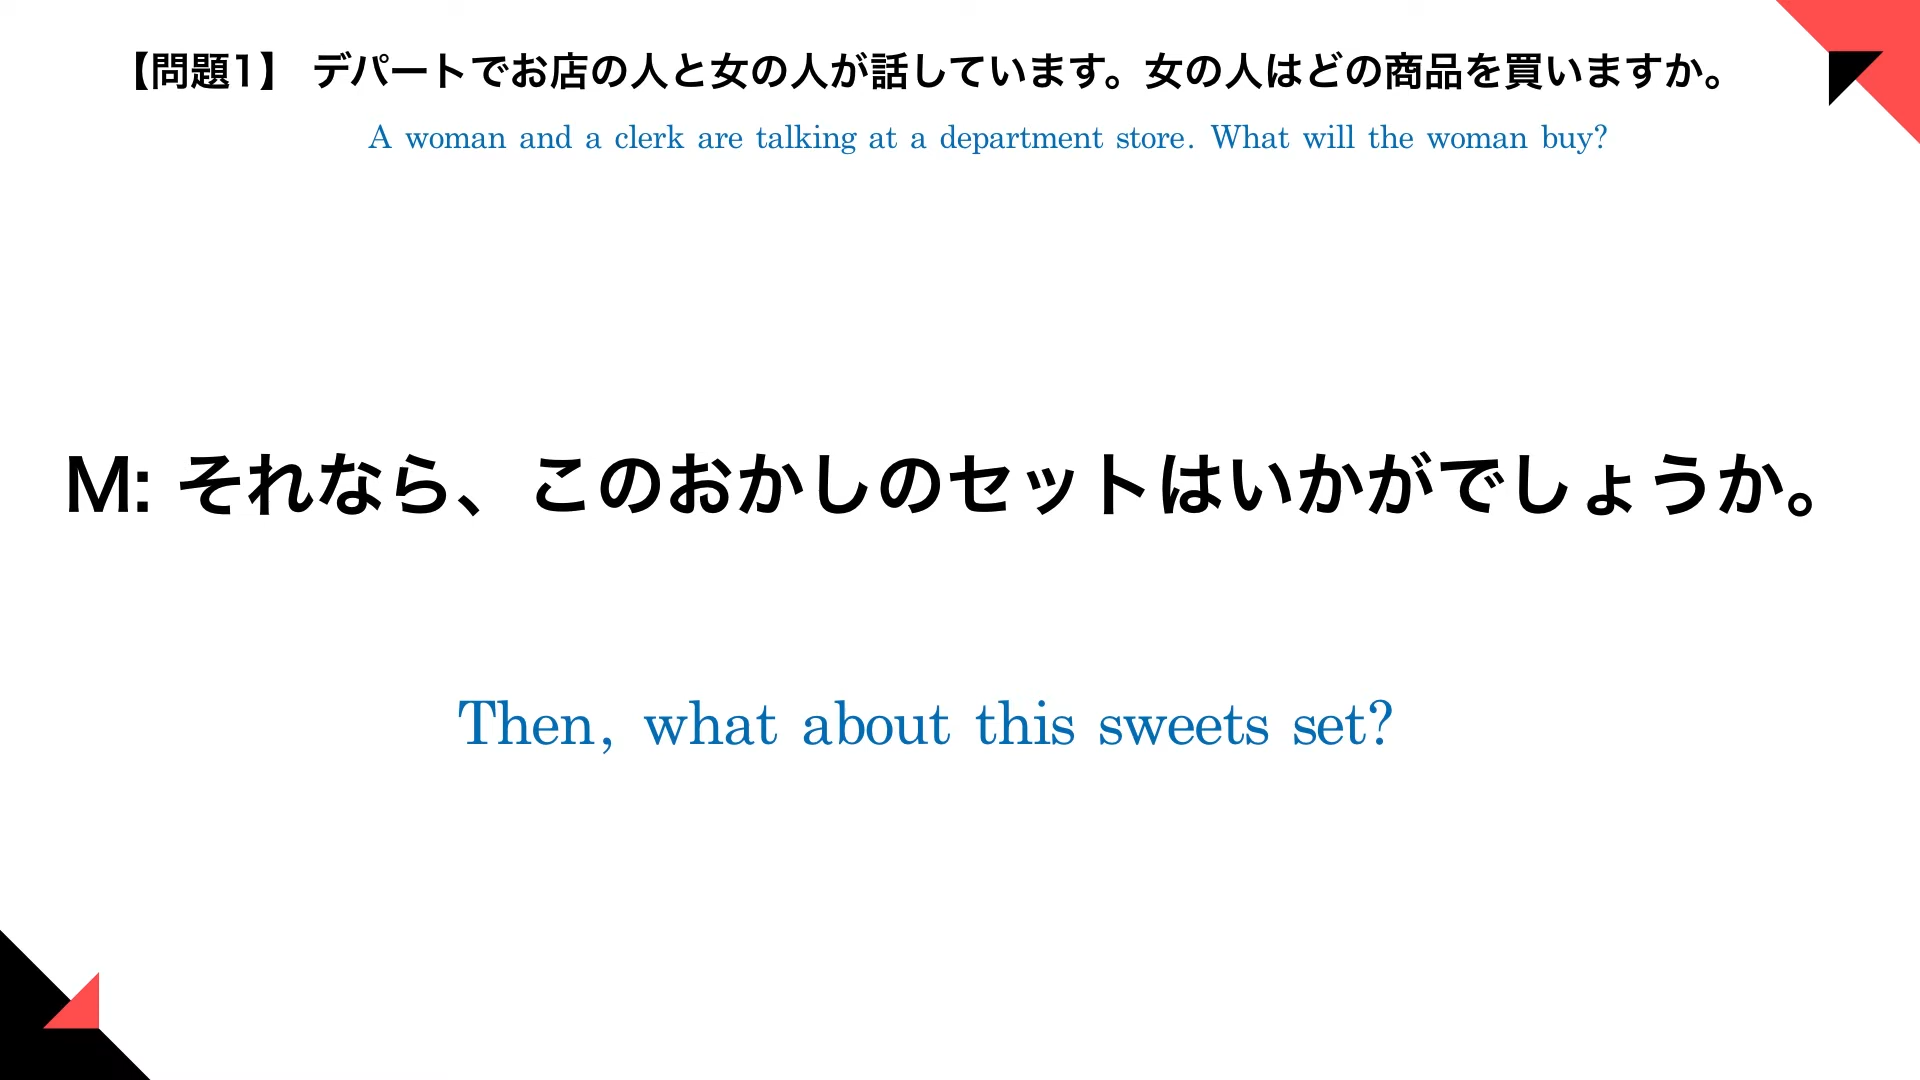 【問題1】 デパートでお店の人と女の人が話しています。女の人はどの商品を買いますか。
A woman and a clerk are talking at a department store. What will the woman buy?
M: それなら、このおかしのセットはいかがでしょうか。
Then, what about this sweets set?